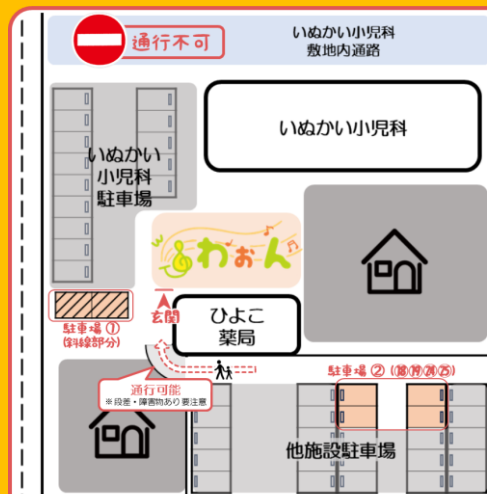 通行不可
いぬかい小児科
敷地内通路
いぬかい小児科
いぬかい
小児科
駐車場
わぉん
玄関
ひよこ
薬局
駐車場 ①
(斜線部分)
通行可能
※段差・障害物あり要注意
駐車場 ② (⑱⑲㉔㉕)
他施設駐車場